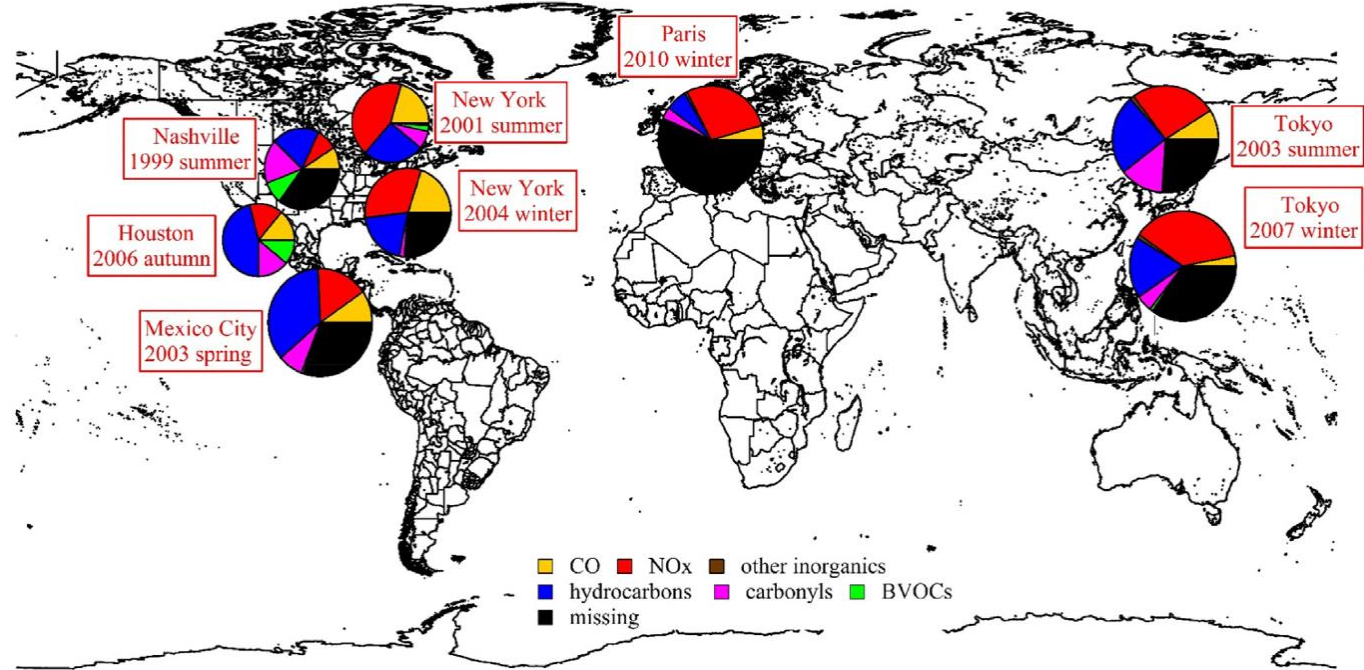 Paris
2010 winter
New York
2001 summer
Nashville
1999 summer
Tokyo
2003 summer
New York
2004 winter
Houston
2006 autumn
Tokyo
2007 winter
Mexico City
2003 spring
CO NOx other inorganics
hydrocarbons carbonyls BVOCs
missing